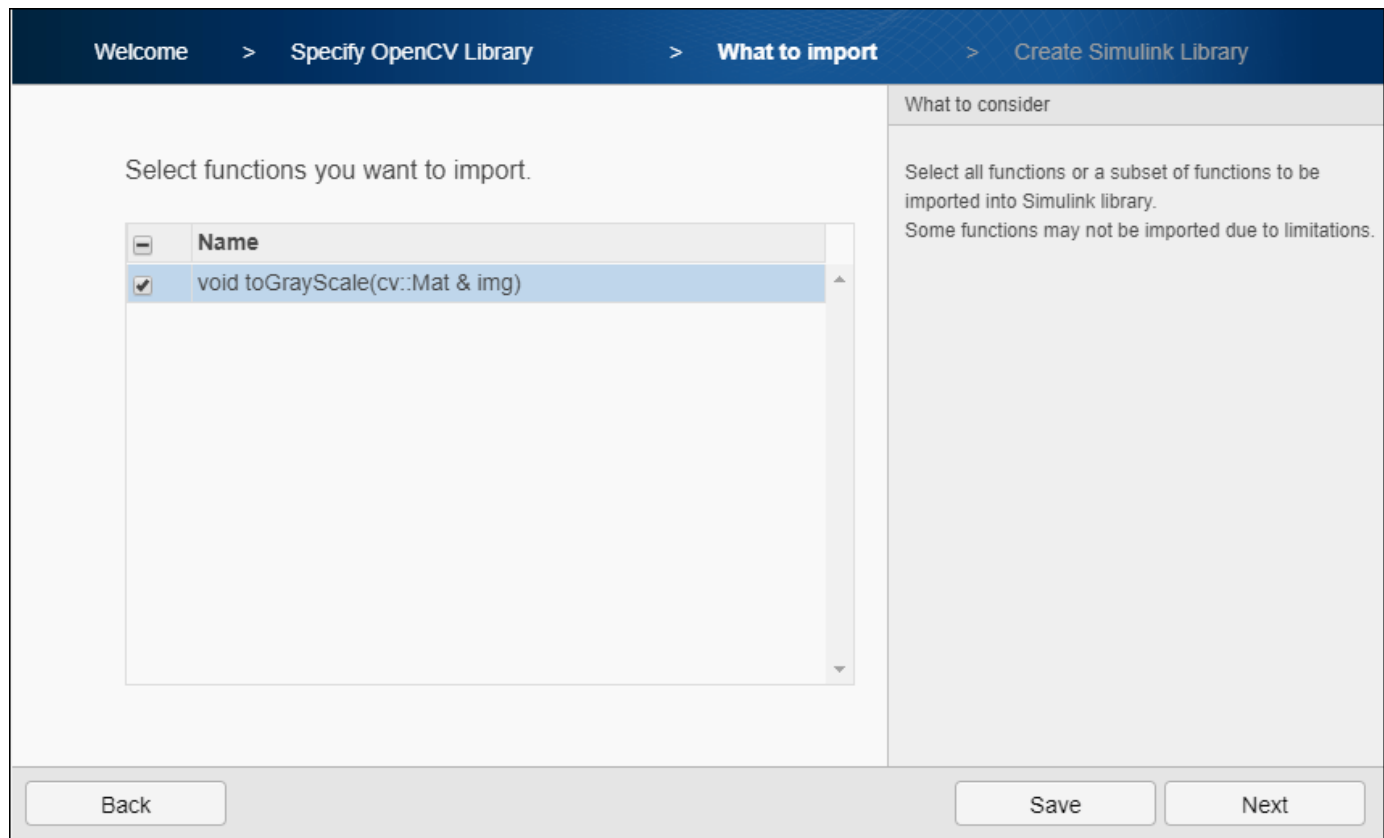 Welcome > Specify OpenCV Library > What to import > Create Simulink Library
What to consider
Select functions you want to import.
Select all functions or a subset of functions to be
imported into Simulink library.
Some functions may not be imported due to limitations.
Name
void toGrayScale(cv::Mat & img)
Back Save Next